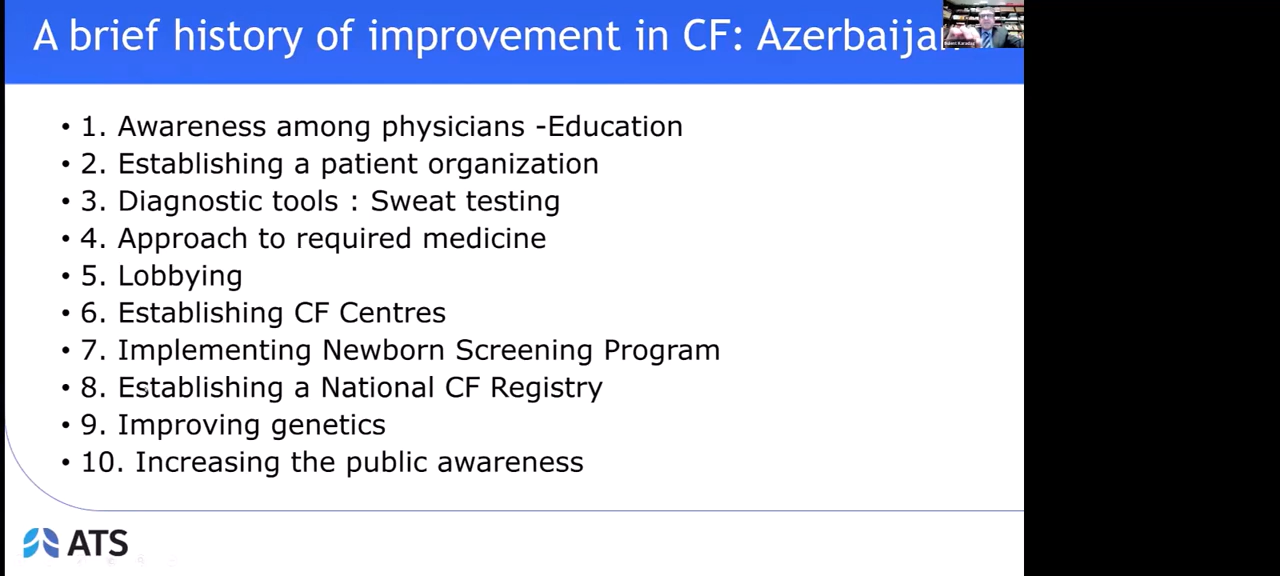 A brief history of improvement in CF: Azerbaijan
• 1. Awareness among physicians -Education
• 2. Establishing a patient organization
• 3. Diagnostic tools : Sweat testing
• 4. Approach to required medicine
• 5. Lobbying
• 6. Establishing CF Centres
• 7. Implementing Newborn Screening Program
• 8. Establishing a National CF Registry
• 9. Improving genetics
• 10. Increasing the public awareness
ATS